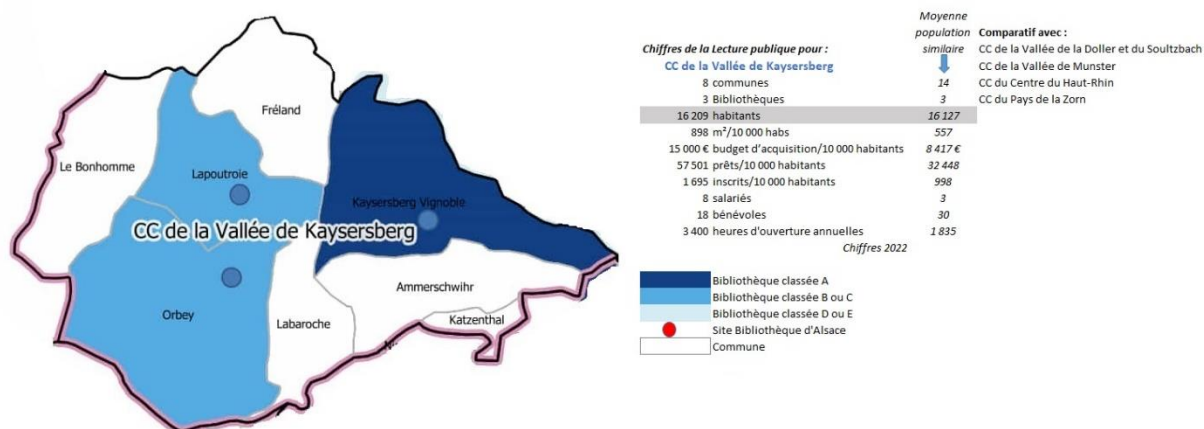 Fréland
Le Bonhomme
Lapoutroie
Kaysersberg Vignoble
CC de la Vallée de Kaysersberg
Ammerschwihr
Orbey
Labaroche
Katzenthal
Moyenne
population
similaire
Comparatif avec :
Chiffres de la Lecture publique pour :
CC de la Vallée de la Doller et du Soultzbach
CC de la Vallée de Kaysersberg
CC de la Vallée de Munster
8 communes 14 CC du Centre du Haut-Rhin
3 Bibliothèques 3 CC du Pays de la Zorn
16 209 habitants 16 127
898 m²/10 000 habs 557
15 000 € budget d'acquisition/10 000 habitants 8 417 €
57 501 prêts/10 000 habitants 32 448
1 695 inscrits/10 000 habitants 998
8 salariés 3
18 bénévoles 30
3 400 heures d'ouverture annuelles 1 835
Chiffres 2022
Bibliothèque classée A
Bibliothèque classée B ou C
Bibliothèque classée D ou E
Site Bibliothèque d'Alsace
Commune